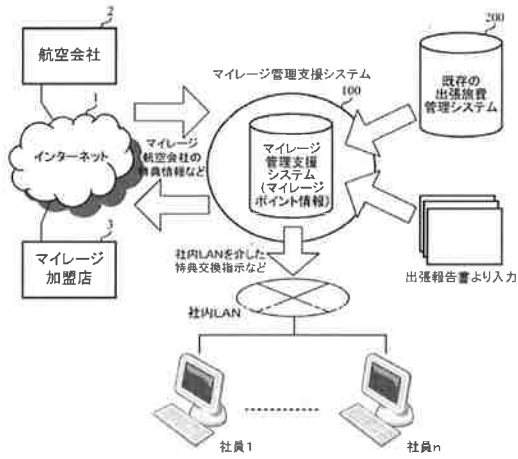 2
航空会社
1
インターネット
マイレージ
航空会社の
特典情報など
3
マイレージ
加盟店
マイレージ管理支援システム
100
マイレージ
管理支援
システム
(マイレージ
ポイント情報)
200
既存の
出張旅費
管理システム
出張報告書より入力
社内LANを介した
特典交換指示など
社内LAN
社員1
社員n